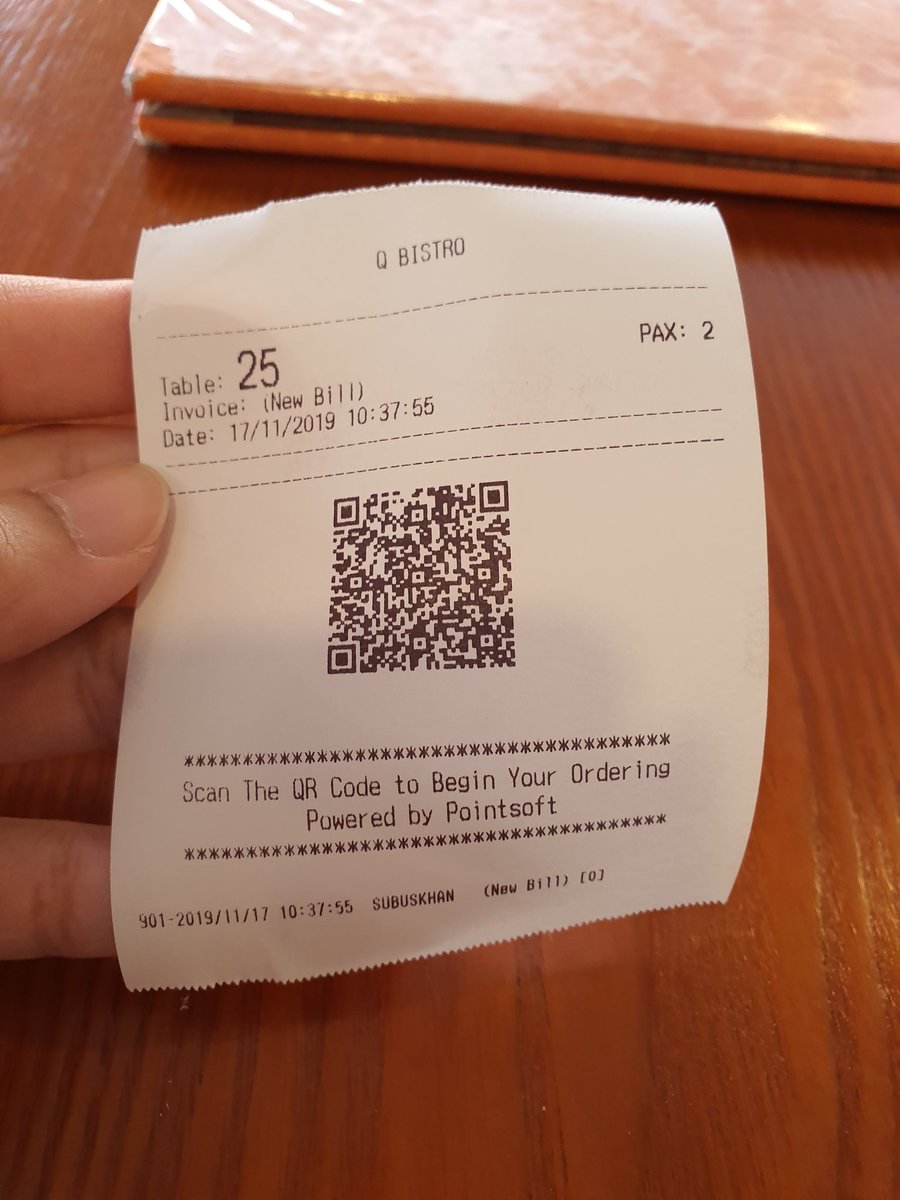 Q BISTRO
PAX: 2
Table: 25
Invoice: (New Bill)
Date: 17/11/2019 10:37:55
***************************************
Scan The QR Code to Begin Your Ordering
Powered by Pointsoft
***************************************
901-2019/11/17 10:37:55 SUBUSKHAN (New Bill) [0]